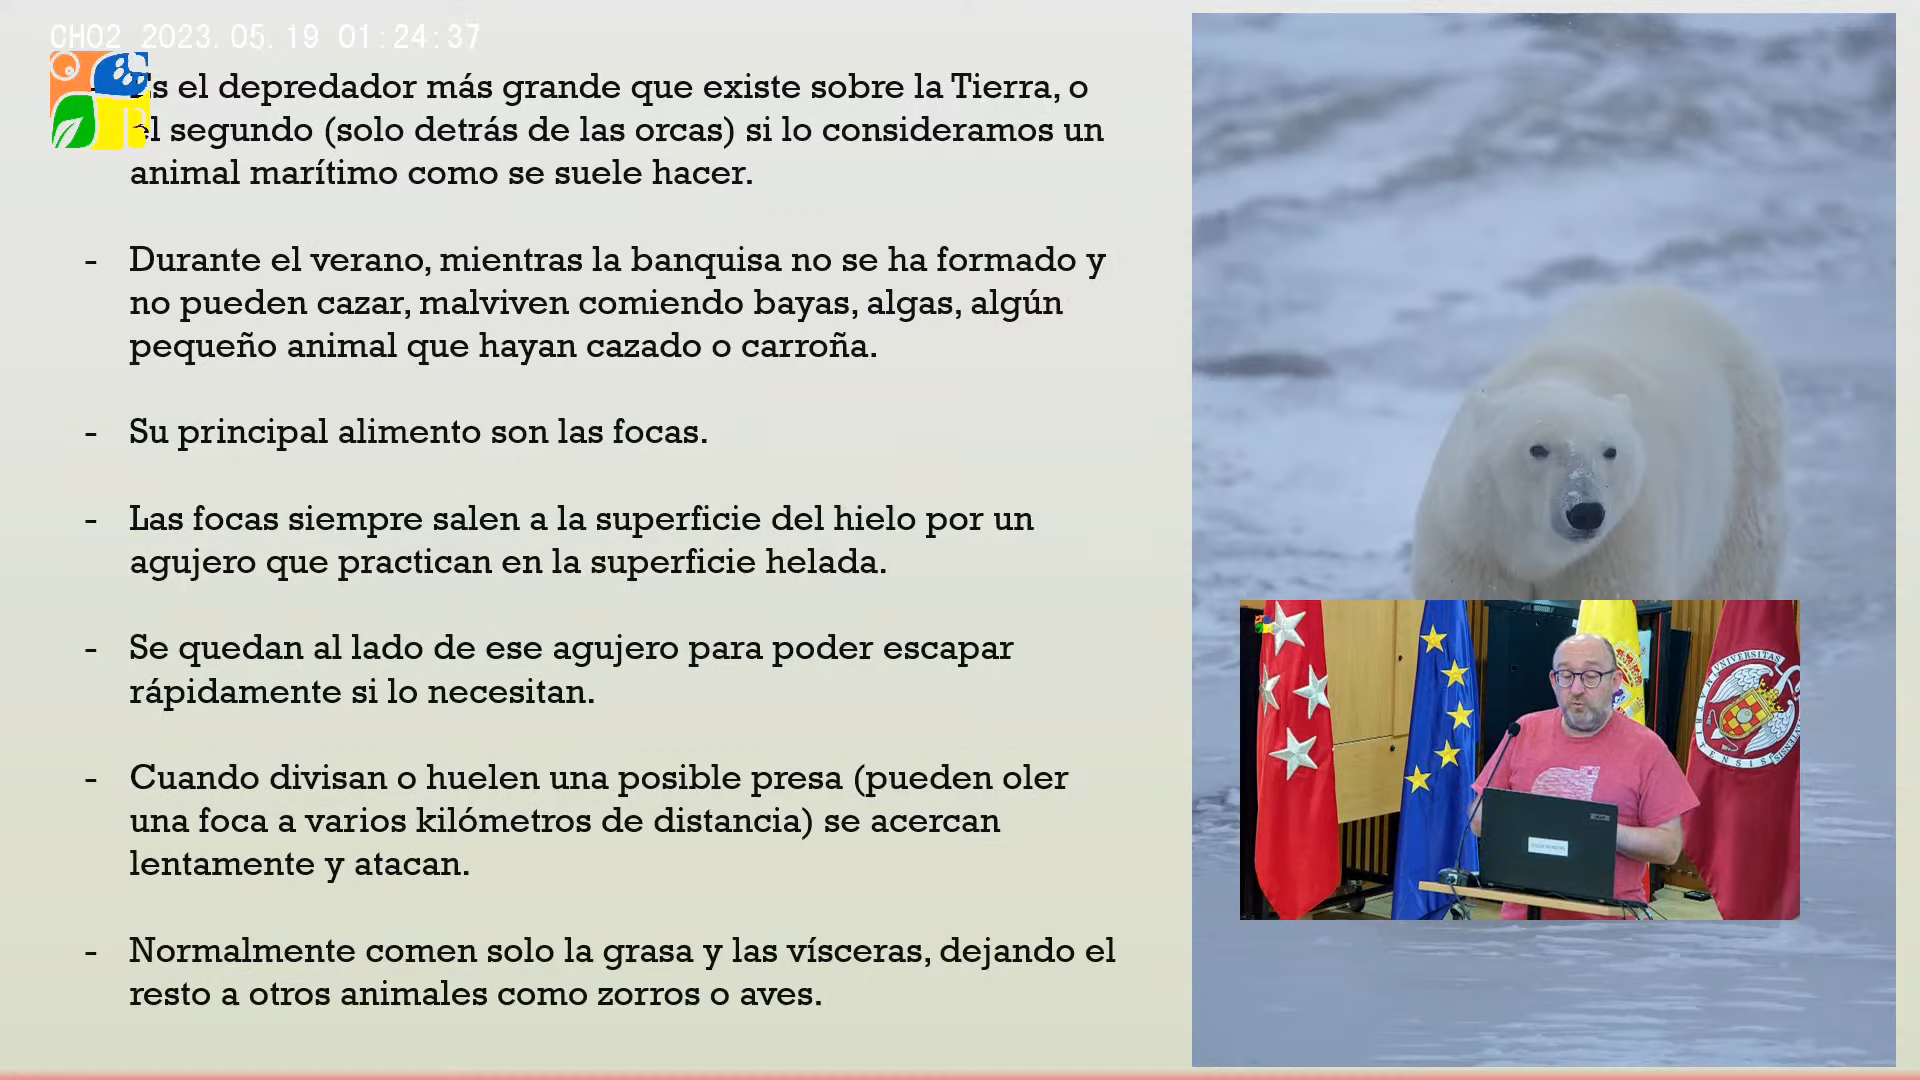 CH02 2023.05.19 01:24:37
- Es el depredador más grande que existe sobre la Tierra, o
el segundo (solo detrás de las orcas) si lo consideramos un
animal marítimo como se suele hacer.
- Durante el verano, mientras la banquisa no se ha formado y
no pueden cazar, malviven comiendo bayas, algas, algún
pequeño animal que hayan cazado o carroña.
- Su principal alimento son las focas.
- Las focas siempre salen a la superficie del hielo por un
agujero que practican en la superficie helada.
- Se quedan al lado de ese agujero para poder escapar
rápidamente si lo necesitan.
- Cuando divisan o huelen una posible presa (pueden oler
una foca a varios kilómetros de distancia) se acercan
lentamente y atacan.
- Normalmente comen solo la grasa y las vísceras, dejando el
resto a otros animales como zorros o aves.
UNIVERSITAS